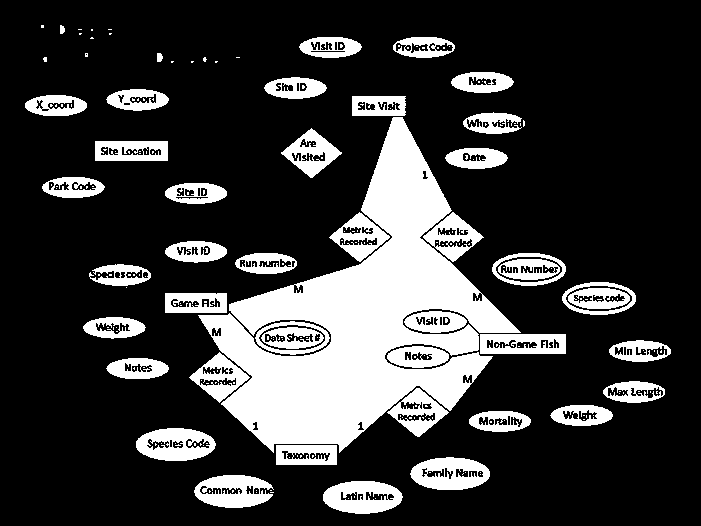 Visit ID
Project Code
Site ID
Notes
X_coord
Y_coord
Site Visit
Who visited
Are
Visited
Site Location
Date
1
Park Code
Site ID
Metrics
Recorded
Metrics
Recorded
Visit ID
Run number
Species code
Run Number
M
M
Species code
Game Fish
Visit ID
Weight
M
Data Sheet #
Non-Game Fish
Notes
Min Length
Notes
Metrics
Recorded
M
Max Length
Metrics
Recorded
Weight
Mortality
1
1
Species Code
Taxonomy
Family Name
Common Name
Latin Name